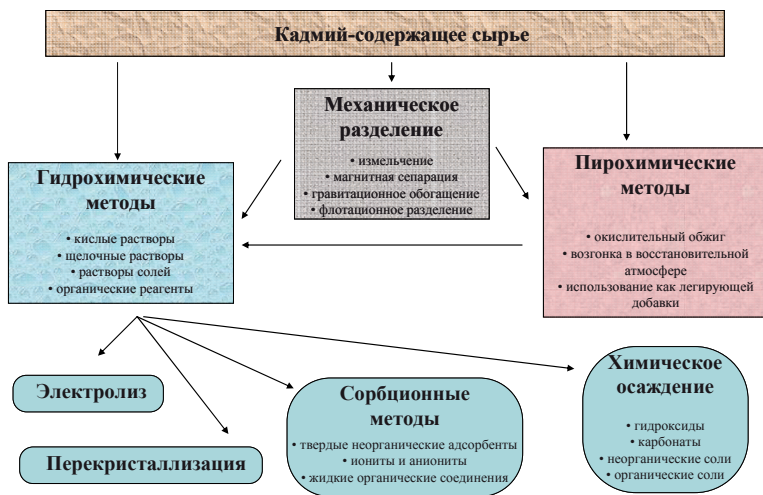 Кадмий-содержащее сырье
Механическое
разделение
• измельчение
• магнитная сепарация
• гравитационное обогащение
• флотационное разделение
Гидрохимические
методы
• кислые растворы
• щелочные растворы
• растворы солей
• органические реагенты
Пирохимические
методы
• окислительный обжиг
• возгонка в восстановительной
атмосфере
• использование как легирующей
добавки
Электролиз
Перекристаллизация
Сорбционные
методы
• твердые неорганические адсорбенты
• иониты и аниониты
• жидкие органические соединения
Химическое
осаждение
• гидроксиды
• карбонаты
• неорганические соли
• органические соли